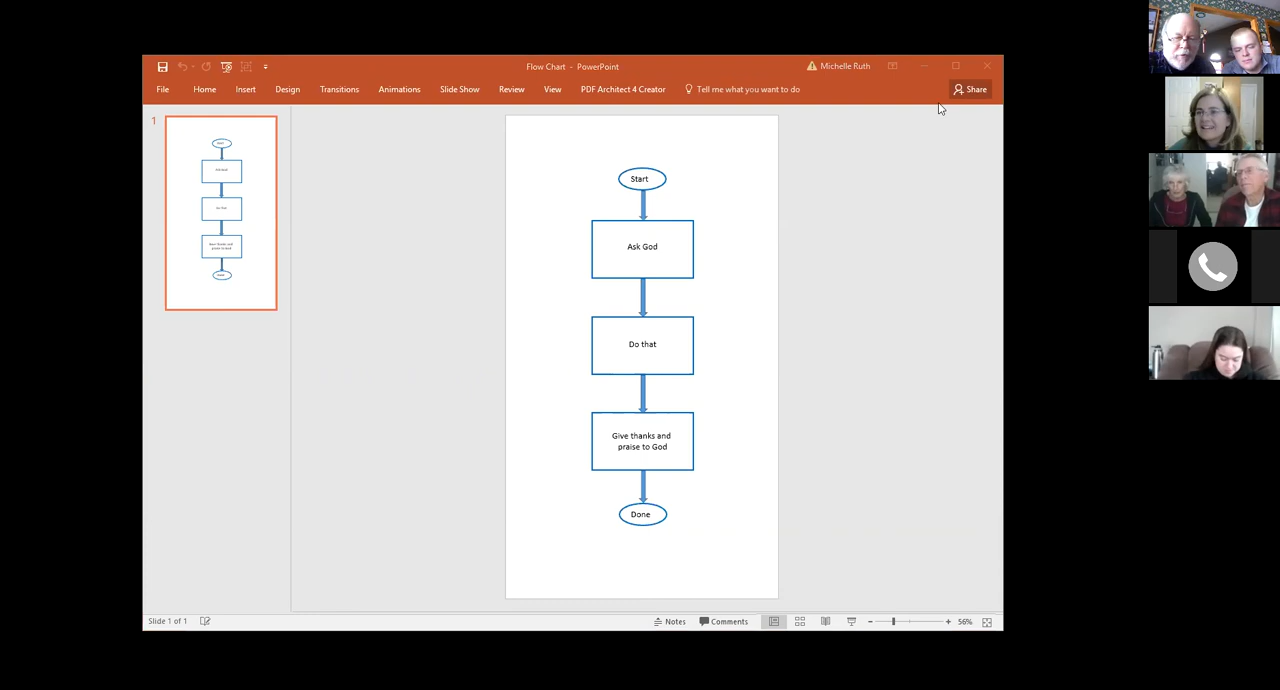 Flow Chart - PowerPoint
Michelle Ruth
File Home Insert Design Transitions Animations Slide Show Review View PDF Architect 4 Creator Tell me what you want to do Share
1
Start
Ask God
Do that
Give thanks and
praise to God
Done
Slide 1 of 1
Notes Comments 56%